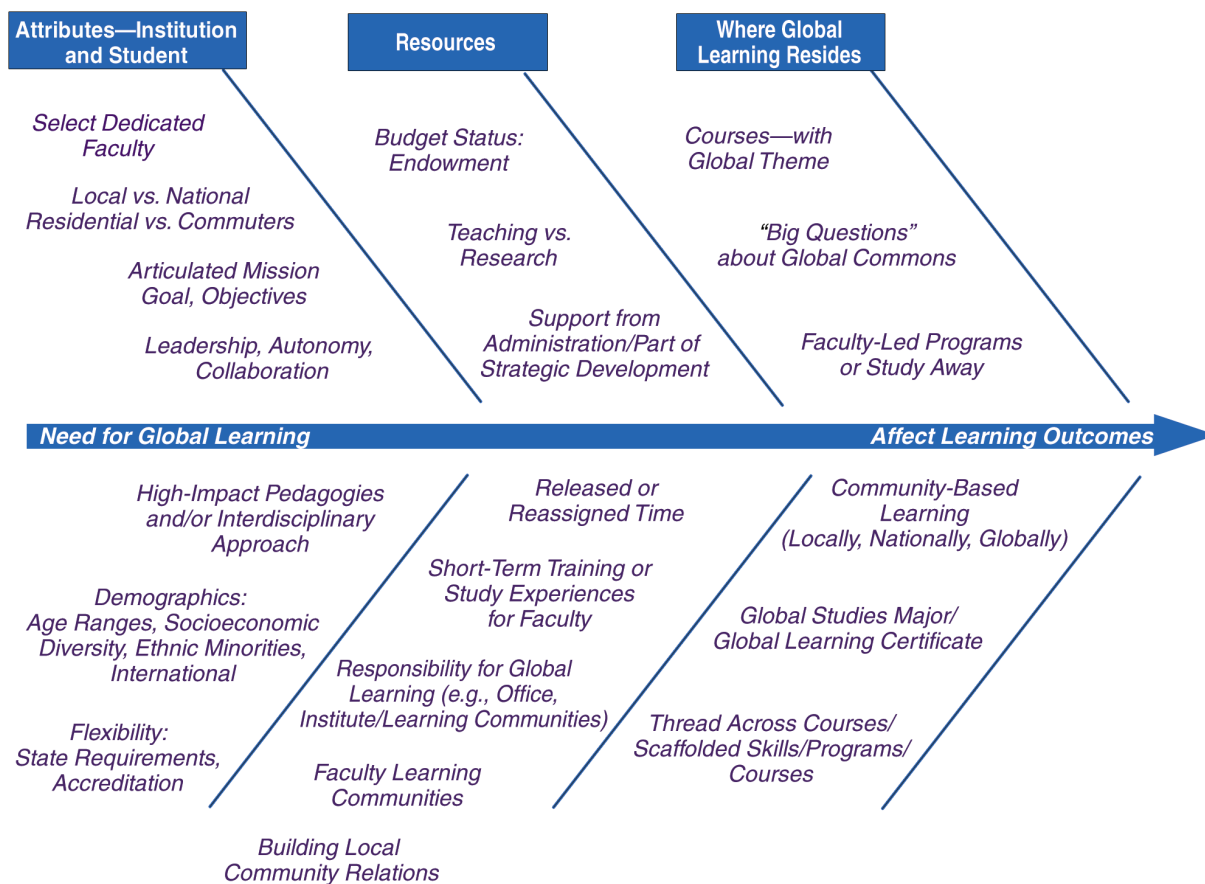 Attributes—Institution
and Student
Resources
Where Global
Learning Resides
Select Dedicated
Faculty
Local vs. National
Residential vs. Commuters
Articulated Mission
Goal, Objectives
Leadership, Autonomy,
Collaboration
Budget Status:
Endowment
Teaching vs.
Research
Support from
Administration/Part of
Strategic Development
Courses—with
Global Theme
“Big Questions”
about Global Commons
Faculty-Led Programs
or Study Away
Need for Global Learning
Affect Learning Outcomes
High-Impact Pedagogies
and/or Interdisciplinary
Approach
Demographics:
Age Ranges, Socioeconomic
Diversity, Ethnic Minorities,
International
Flexibility:
State Requirements,
Accreditation
Released or
Reassigned Time
Short-Term Training or
Study Experiences
for Faculty
Responsibility for Global
Learning (e.g., Office,
Institute/Learning Communities)
Faculty Learning
Communities
Building Local
Community Relations
Community-Based
Learning
(Locally, Nationally, Globally)
Global Studies Major/
Global Learning Certificate
Thread Across Courses/
Scaffolded Skills/Programs/
Courses